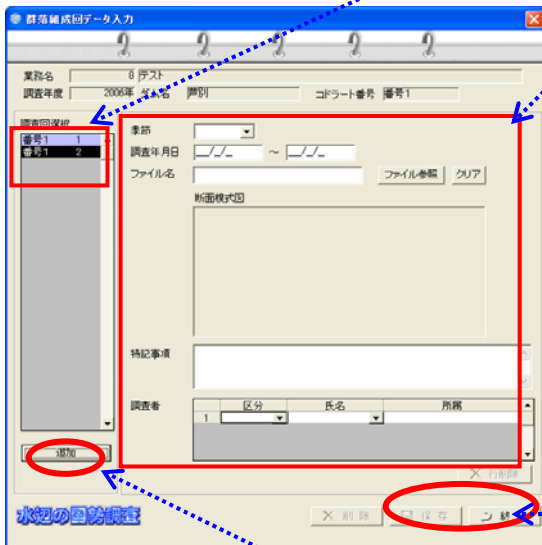 群落組成回データ入力
業務名 8 テスト
調査年度 2006年 ダム名 芦別 コドラート番号 番号1
調査回選択
番号1 1
番号1 2
追加
季節
調査年月日 __/_/_ ~ __/_/_
ファイル名 ファイル参照 クリア
断面模式図
特記事項
調査者 区分 氏名 所属
1
行削除
水辺の国勢調査
削除 保存 終